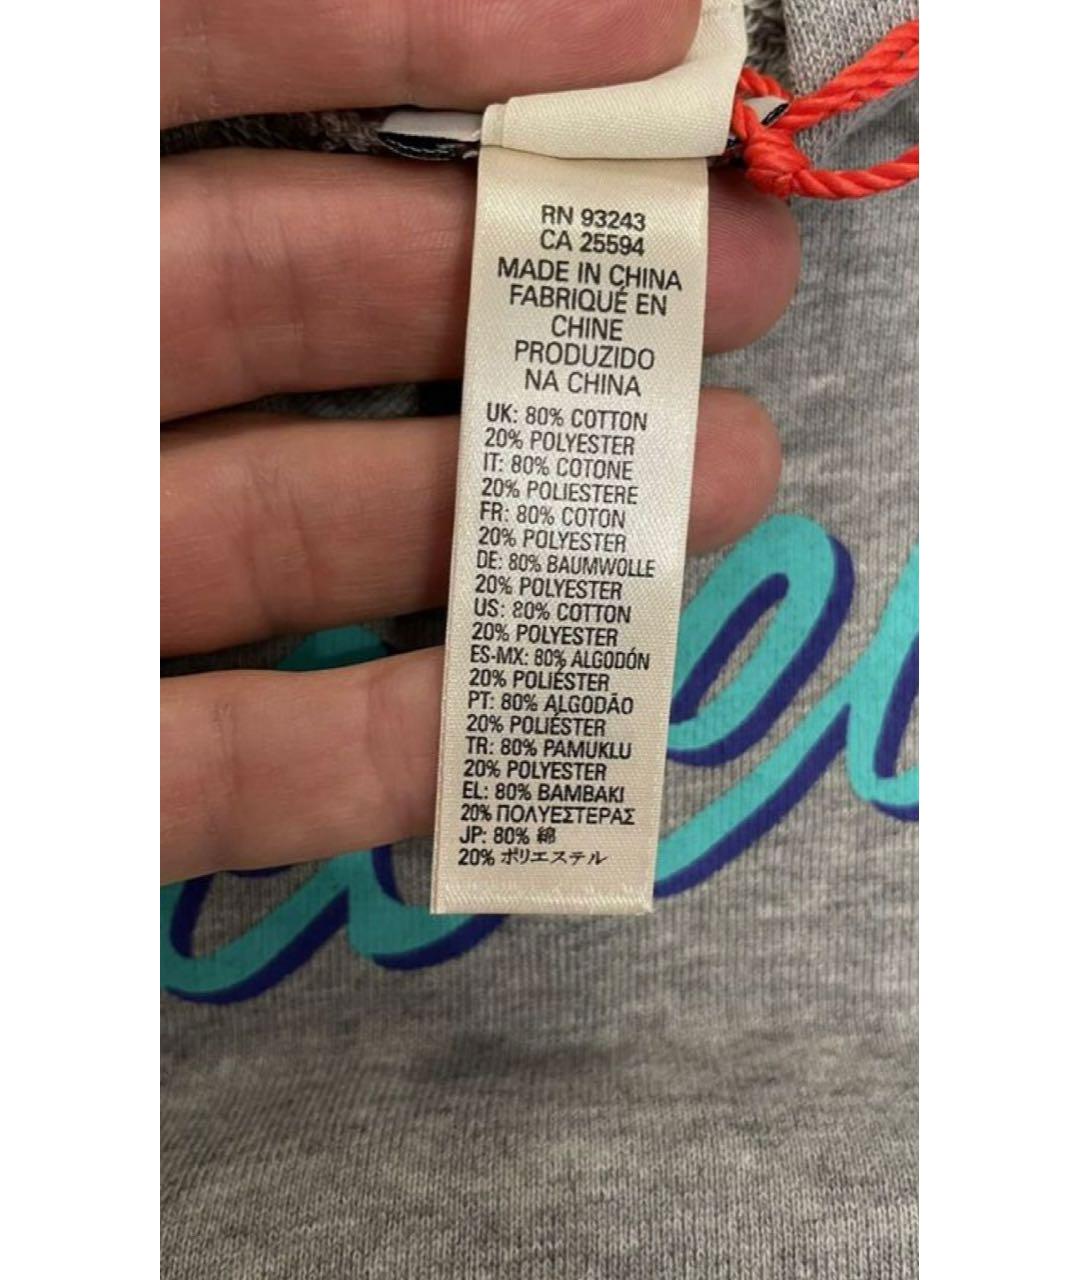 RN 93243
CA 25594
MADE IN CHINA
FABRIQUÉ EN
CHINE
PRODUZIDO
NA CHINA
UK: 80% COTTON
20% POLYESTER
IT: 80% COTONE
20% POLIESTERE
FR: 80% COTON
20% POLYESTER
DE: 80% BAUMWOLLE
20% POLYESTER
US: 80% COTTON
20% POLYESTER
ES-MX: 80% ALGODÓN
20% POLIÉSTER
PT: 80% ALGODÃO
20% POLIÉSTER
TR: 80% PAMUKLU
20% POLYESTER
EL: 80% ΒΑΜΒΑΚΙ
20% ΠΟΛΥΕΣΤΕΡΑΣ
JP: 80% 綿
20% ポリエステル